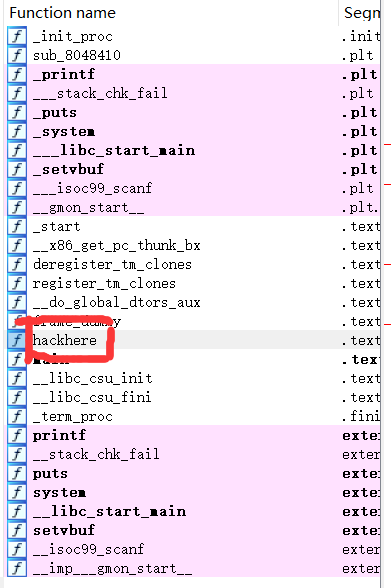 Function name Segm
_init_proc .init
sub_8048410 .plt
_printf .plt
___stack_chk_fail .plt
_puts .plt
_system .plt
___libc_start_main .plt
_setvbuf .plt
___isoc99_scanf .plt
__gmon_start__ .plt.
_start .text
__x86_get_pc_thunk_bx .text
deregister_tm_clones .text
register_tm_clones .text
__do_global_dtors_aux .text
frame_dummy .text
hackhere .text
main .text
__libc_csu_init .text
__libc_csu_fini .text
_term_proc .fini
printf exter
__stack_chk_fail exter
puts exter
system exter
__libc_start_main exter
setvbuf exter
__isoc99_scanf exter
__imp___gmon_start__ exter